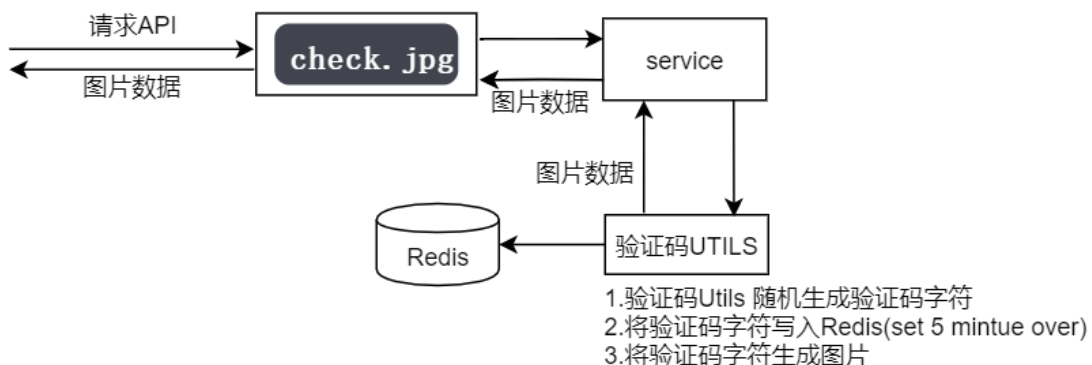 请求API
check. jpg
图片数据
service
图片数据
图片数据
Redis
验证码UTILS
1.验证码Utils 随机生成验证码字符
2.将验证码字符写入Redis(set 5 mintue over)
3.将验证码字符生成图片